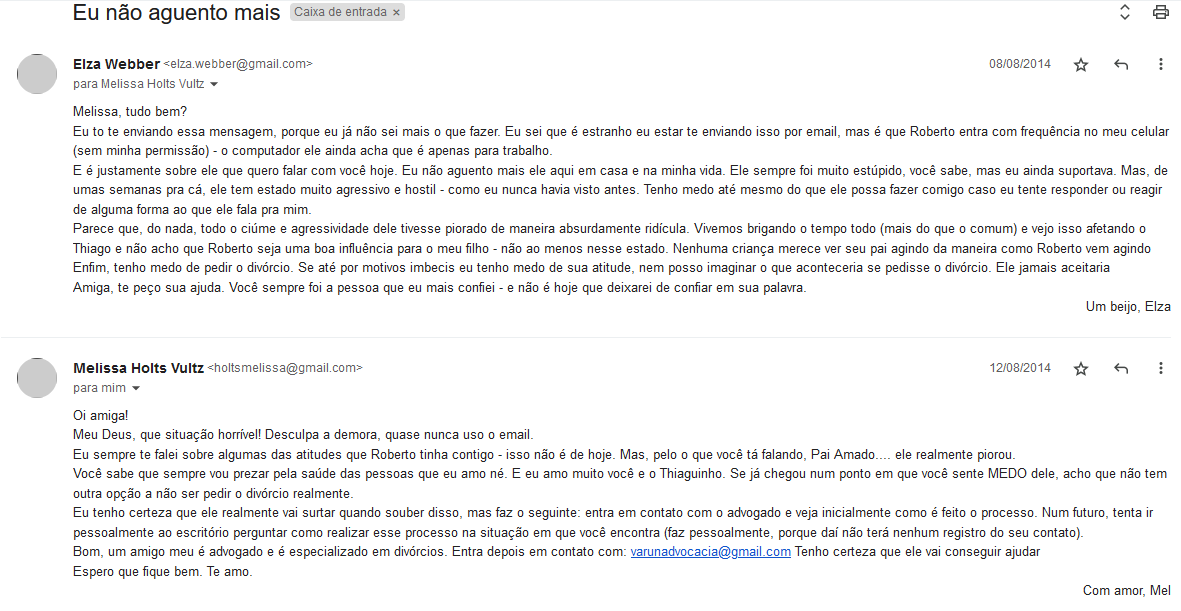 Eu não aguento mais Caixa de entrada ×
Elza Webber <elza.webber@gmail.com> 08/08/2014
para Melissa Holts Vultz
Melissa, tudo bem?
Eu to te enviando essa mensagem, porque eu já não sei mais o que fazer. Eu sei que é estranho eu estar te enviando isso por email, mas é que Roberto entra com frequência no meu celular
(sem minha permissão) - o computador ele ainda acha que é apenas para trabalho.
E é justamente sobre ele que quero falar com você hoje. Eu não aguento mais ele aqui em casa e na minha vida. Ele sempre foi muito estúpido, você sabe, mas eu ainda suportava. Mas, de
umas semanas pra cá, ele tem estado muito agressivo e hostil - como eu nunca havia visto antes. Tenho medo até mesmo do que ele possa fazer comigo caso eu tente responder ou reagir
de alguma forma ao que ele fala pra mim.
Parece que, do nada, todo o ciúme e agressividade dele tivesse piorado de maneira absurdamente ridícula. Vivemos brigando o tempo todo (mais do que o comum) e vejo isso afetando o
Thiago e não acho que Roberto seja uma boa influência para o meu filho - não ao menos nesse estado. Nenhuma criança merece ver seu pai agindo da maneira como Roberto vem agindo
Enfim, tenho medo de pedir o divórcio. Se até por motivos imbecis eu tenho medo de sua atitude, nem posso imaginar o que aconteceria se pedisse o divórcio. Ele jamais aceitaria
Amiga, te peço sua ajuda. Você sempre foi a pessoa que eu mais confiei - e não é hoje que deixarei de confiar em sua palavra.
Um beijo, Elza
Melissa Holts Vultz <holtsmelissa@gmail.com> 12/08/2014
para mim
Oi amiga!
Meu Deus, que situação horrível! Desculpa a demora, quase nunca uso o email.
Eu sempre te falei sobre algumas das atitudes que Roberto tinha contigo - isso não é de hoje. Mas, pelo o que você tá falando, Pai Amado.... ele realmente piorou.
Você sabe que sempre vou prezar pela saúde das pessoas que eu amo né. E eu amo muito você e o Thiaguinho. Se já chegou num ponto em que você sente MEDO dele, acho que não tem
outra opção a não ser pedir o divórcio realmente.
Eu tenho certeza que ele realmente vai surtar quando souber disso, mas faz o seguinte: entra em contato com o advogado e veja inicialmente como é feito o processo. Num futuro, tenta ir
pessoalmente ao escritório perguntar como realizar esse processo na situação em que você encontra (faz pessoalmente, porque daí não terá nenhum registro do seu contato).
Bom, um amigo meu é advogado e é especializado em divórcios. Entra depois em contato com: varunadvocacia@gmail.com Tenho certeza que ele vai conseguir ajudar
Espero que fique bem. Te amo.
Com amor, Mel